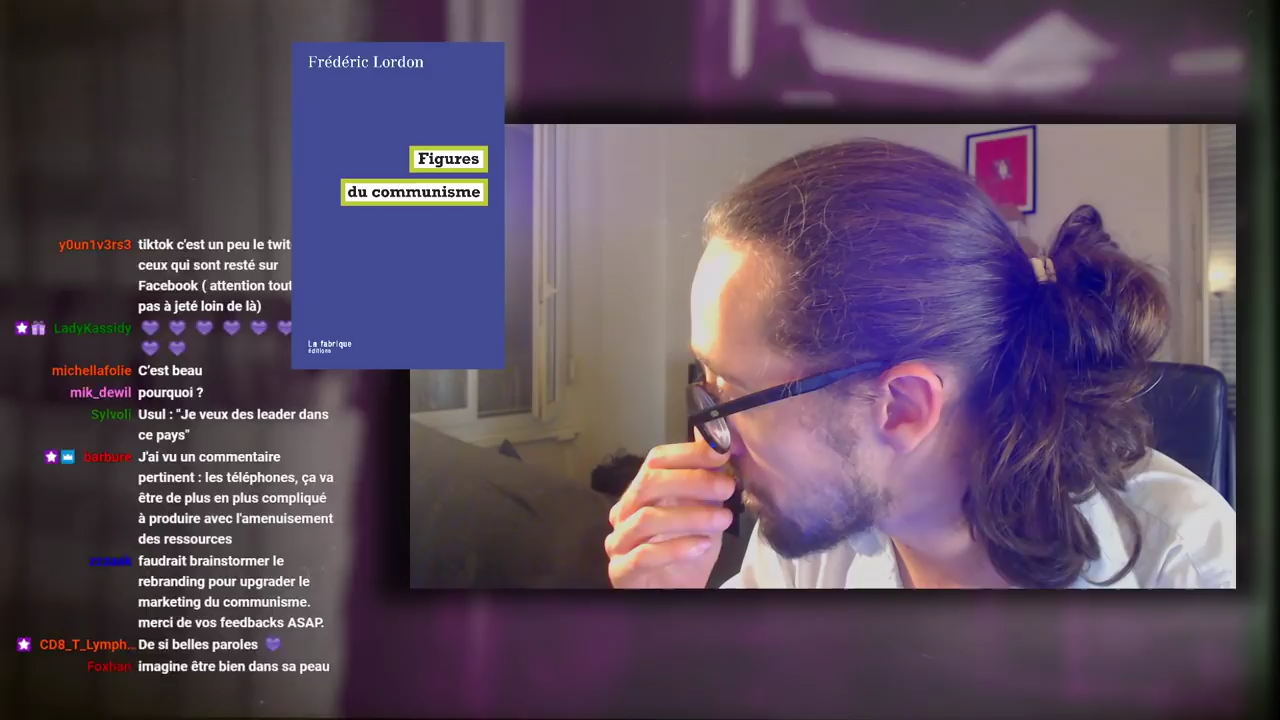 Frédéric Lordon
Figures
du communisme
La fabrique
éditions
y0un1v3rs3 tiktok c'est un peu le twit
ceux qui sont resté sur
Facebook ( attention tout
pas à jeté loin de là)
LadyKassidy
michellafolie C'est beau
mik_dewil pourquoi ?
Sylvoli Usul : "Je veux des leader dans
ce pays"
barbure J'ai vu un commentaire
pertinent : les téléphones, ça va
être de plus en plus compliqué
à produire avec l'amenuisement
des ressources
faudrait brainstormer le
rebranding pour upgrader le
marketing du communisme.
merci de vos feedbacks ASAP.
CD8_T_Lymph... De si belles paroles
Foxhan imagine être bien dans sa peau